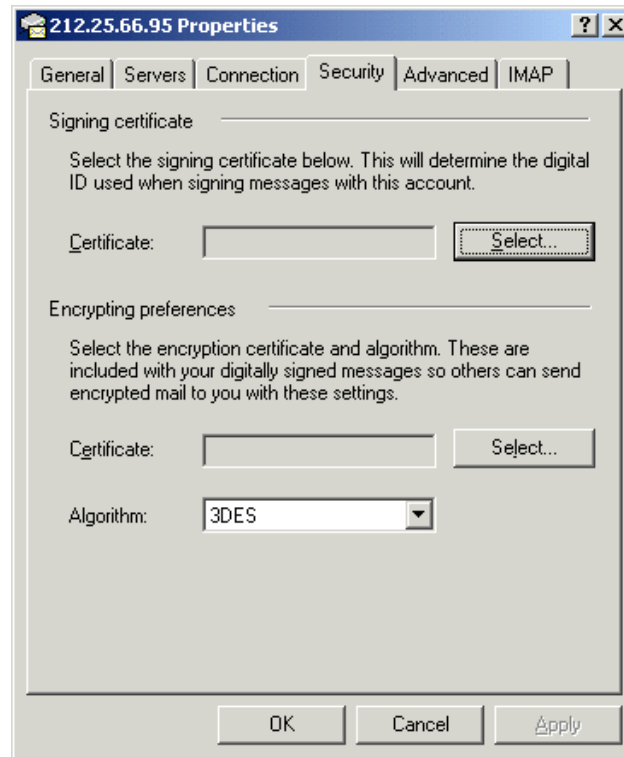 212.25.66.95 Properties
General Servers Connection Security Advanced IMAP
Signing certificate
Select the signing certificate below. This will determine the digital
ID used when signing messages with this account.
Certificate: Select...
Encrypting preferences
Select the encryption certificate and algorithm. These are
included with your digitally signed messages so others can send
encrypted mail to you with these settings.
Certificate: Select...
Algorithm: 3DES
OK Cancel Apply